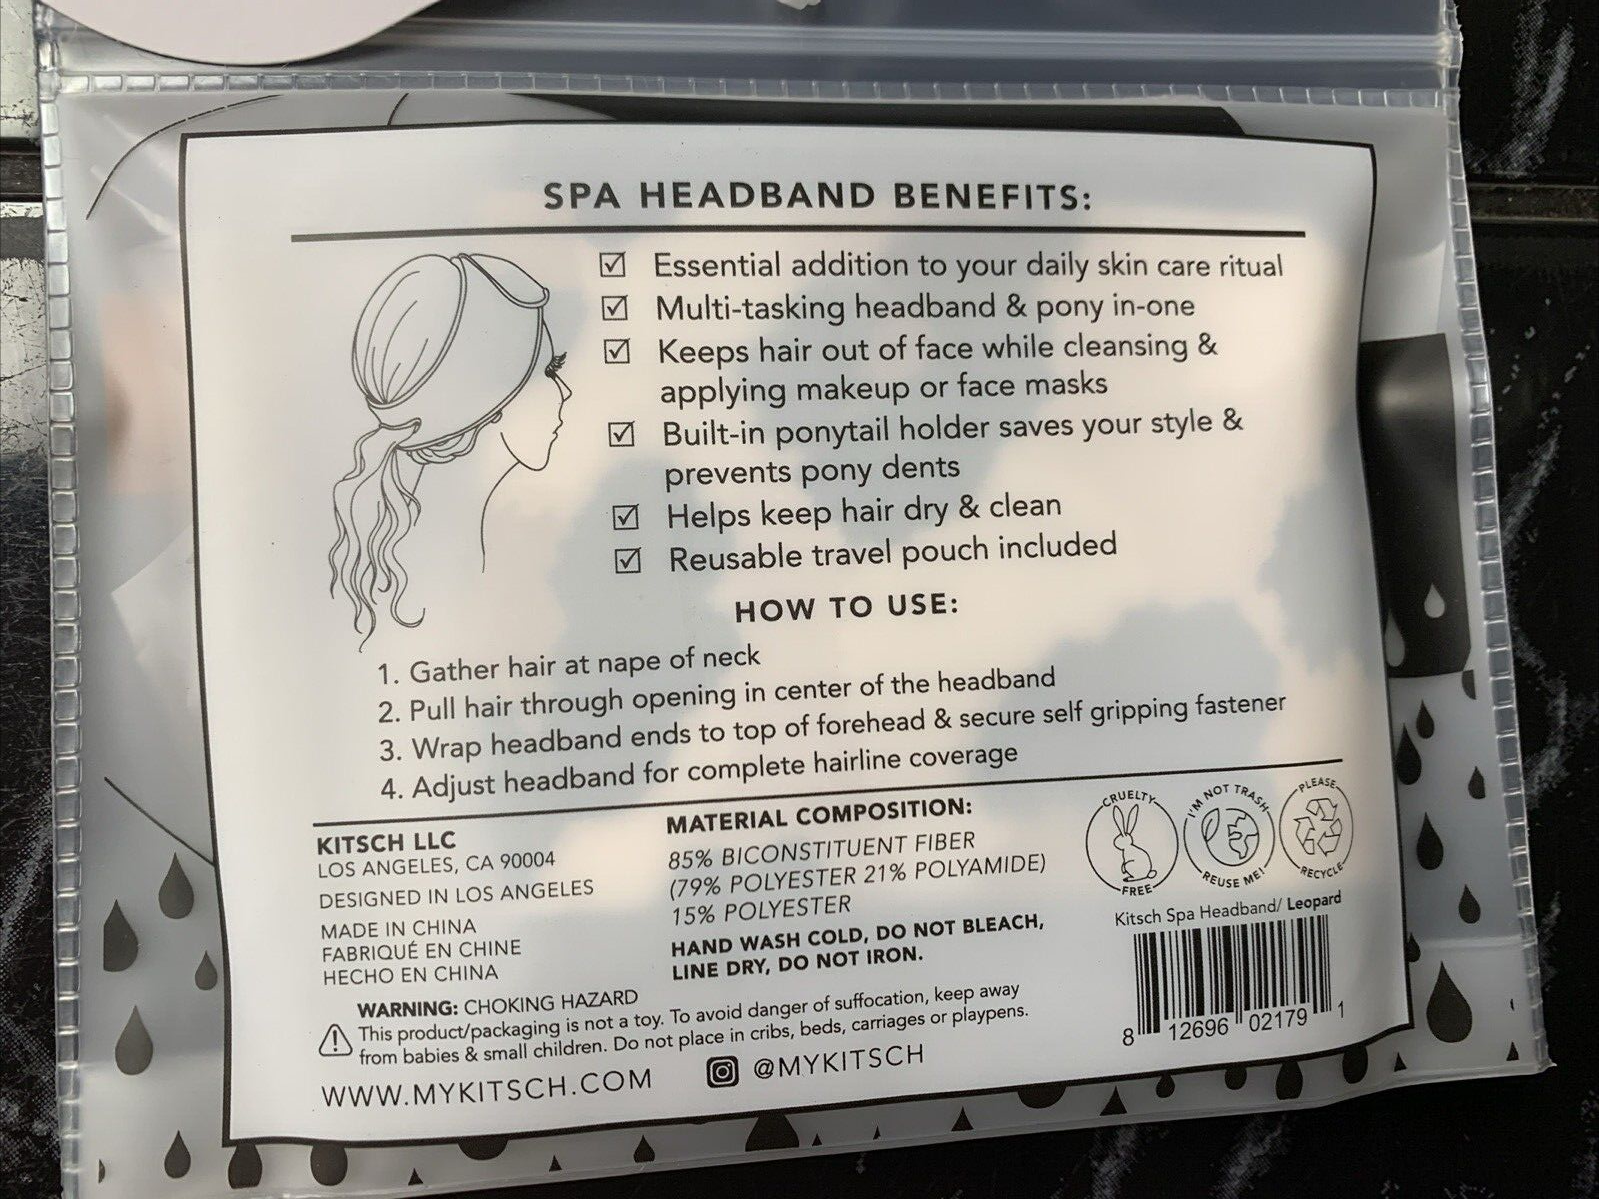 SPA HEADBAND BENEFITS:
Essential addition to your daily skin care ritual
Multi-tasking headband & pony in-one
Keeps hair out of face while cleansing &
applying makeup or face masks
Built-in ponytail holder saves your style &
prevents pony dents
Helps keep hair dry & clean
Reusable travel pouch included
HOW TO USE:
1. Gather hair at nape of neck
2. Pull hair through opening in center of the headband
3. Wrap headband ends to top of forehead & secure self gripping fastener
4. Adjust headband for complete hairline coverage
KITSCH LLC
LOS ANGELES, CA 90004
DESIGNED IN LOS ANGELES
MADE IN CHINA
FABRIQUÉ EN CHINE
HECHO EN CHINA
MATERIAL COMPOSITION:
85% BICONSTITUENT FIBER
(79% POLYESTER 21% POLYAMIDE)
15% POLYESTER
HAND WASH COLD, DO NOT BLEACH,
LINE DRY, DO NOT IRON.
CRUELTY
FREE
I'M NOT TRASH
REUSE ME!
PLEASE
RECYCLE
Kitsch Spa Headband/ Leopard
8 12696 02179 1
WARNING: CHOKING HAZARD
This product/packaging is not a toy. To avoid danger of suffocation, keep away
from babies & small children. Do not place in cribs, beds, carriages or playpens.
WWW.MYKITSCH.COM
@MYKITSCH